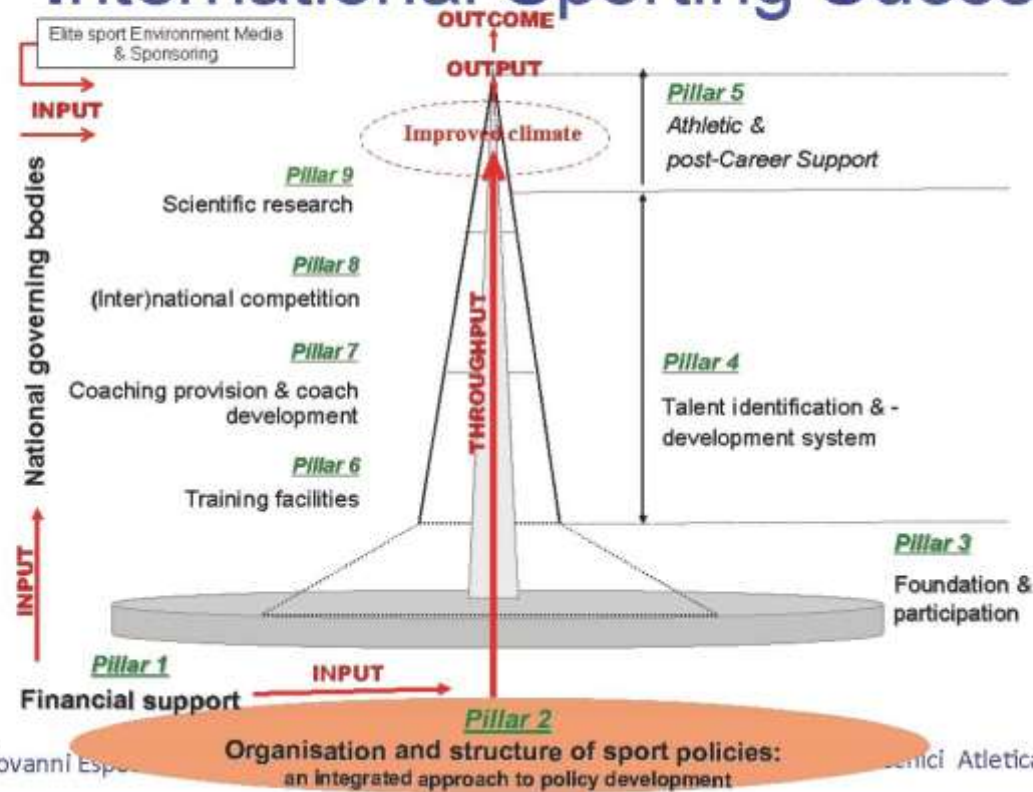 International Sporting Succes
OUTCOME
Elite sport Environment Media
& Sponsoring
OUTPUT
INPUT
Improved climate
Pillar 5
Athletic &
post-Career Support
National governing bodies
Pillar 9
Scientific research
Pillar 8
(Inter)national competition
Pillar 7
Coaching provision & coach
development
Pillar 6
Training facilities
THROUGHPUT
Pillar 4
Talent identification & -
development system
Pillar 3
Foundation &
participation
INPUT
Pillar 1
Financial support
INPUT
Pillar 2
Organisation and structure of sport policies:
an integrated approach to policy development
Atletica